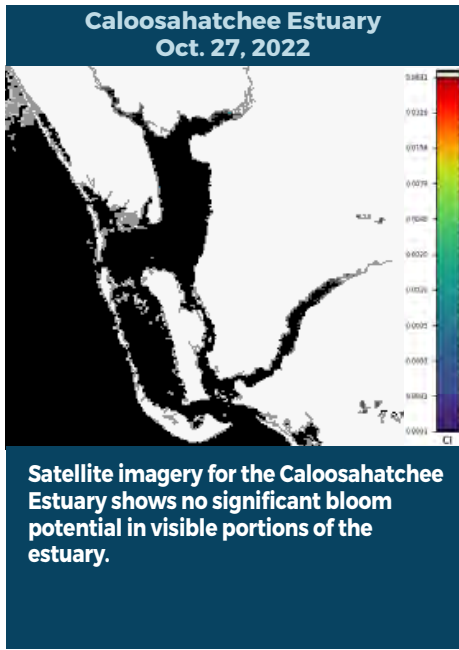 Caloosahatchee Estuary
Oct. 27, 2022
CI
Satellite imagery for the Caloosahatchee
Estuary shows no significant bloom
potential in visible portions of the
estuary.